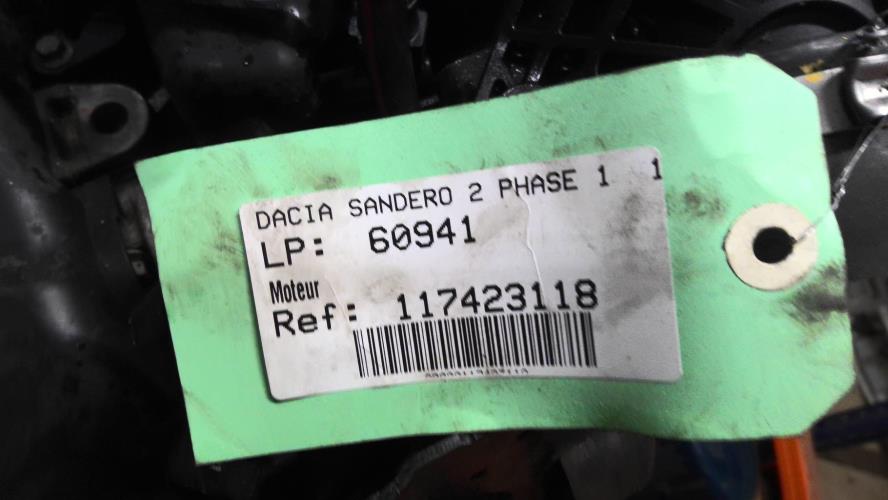 DACIA SANDERO 2 PHASE 1 1
LP: 60941
Moteur
Ref: 117423118